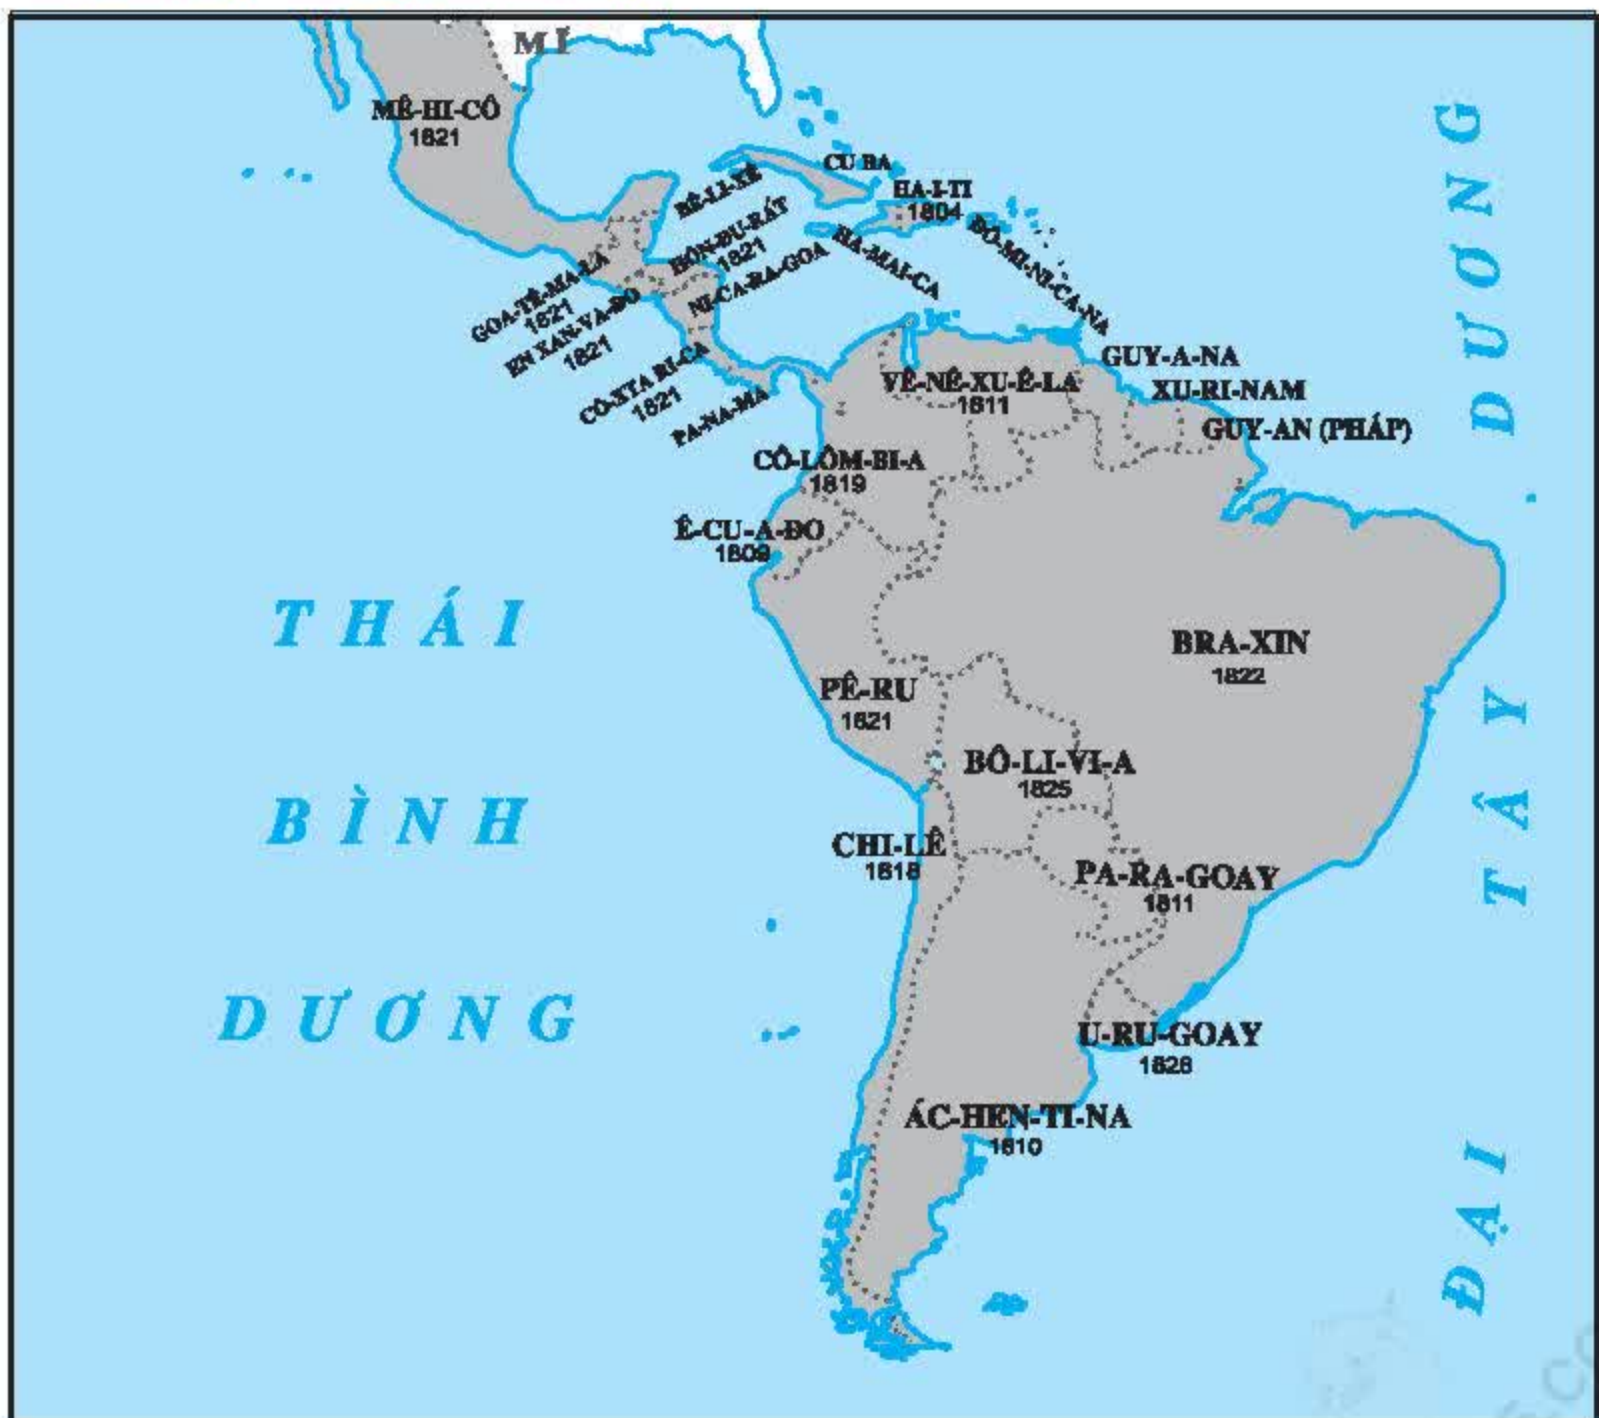 MĨ
MÊ-HI-CÔ
1821
CU BA
HA-I-TI
1804
BÊ-LI-XÊ
HÔN-ĐU-RÁT
1821
NI-CA-RA-GOA
HA-MAI-CA
ĐÔ-MI-NI-CA-NA
GOA-TÊ-MA-LA
1821
EN XAN-VA-ĐO
1821
CÔ-XTA RI-CA
1821
PA-NA-MA
GUY-A-NA
VÊ-NÊ-XU-Ê-LA
1811
XU-RI-NAM
GUY-AN (PHÁP)
CÔ-LÔM-BI-A
1819
Ê-CU-A-ĐO
1809
BRA-XIN
1822
PÊ-RU
1821
BÔ-LI-VI-A
1825
CHI-LÊ
1818
PA-RA-GOAY
1811
U-RU-GOAY
1828
ÁC-HEN-TI-NA
1810
THÁI
BÌNH
DƯƠNG
ĐẠI TÂY DƯƠNG